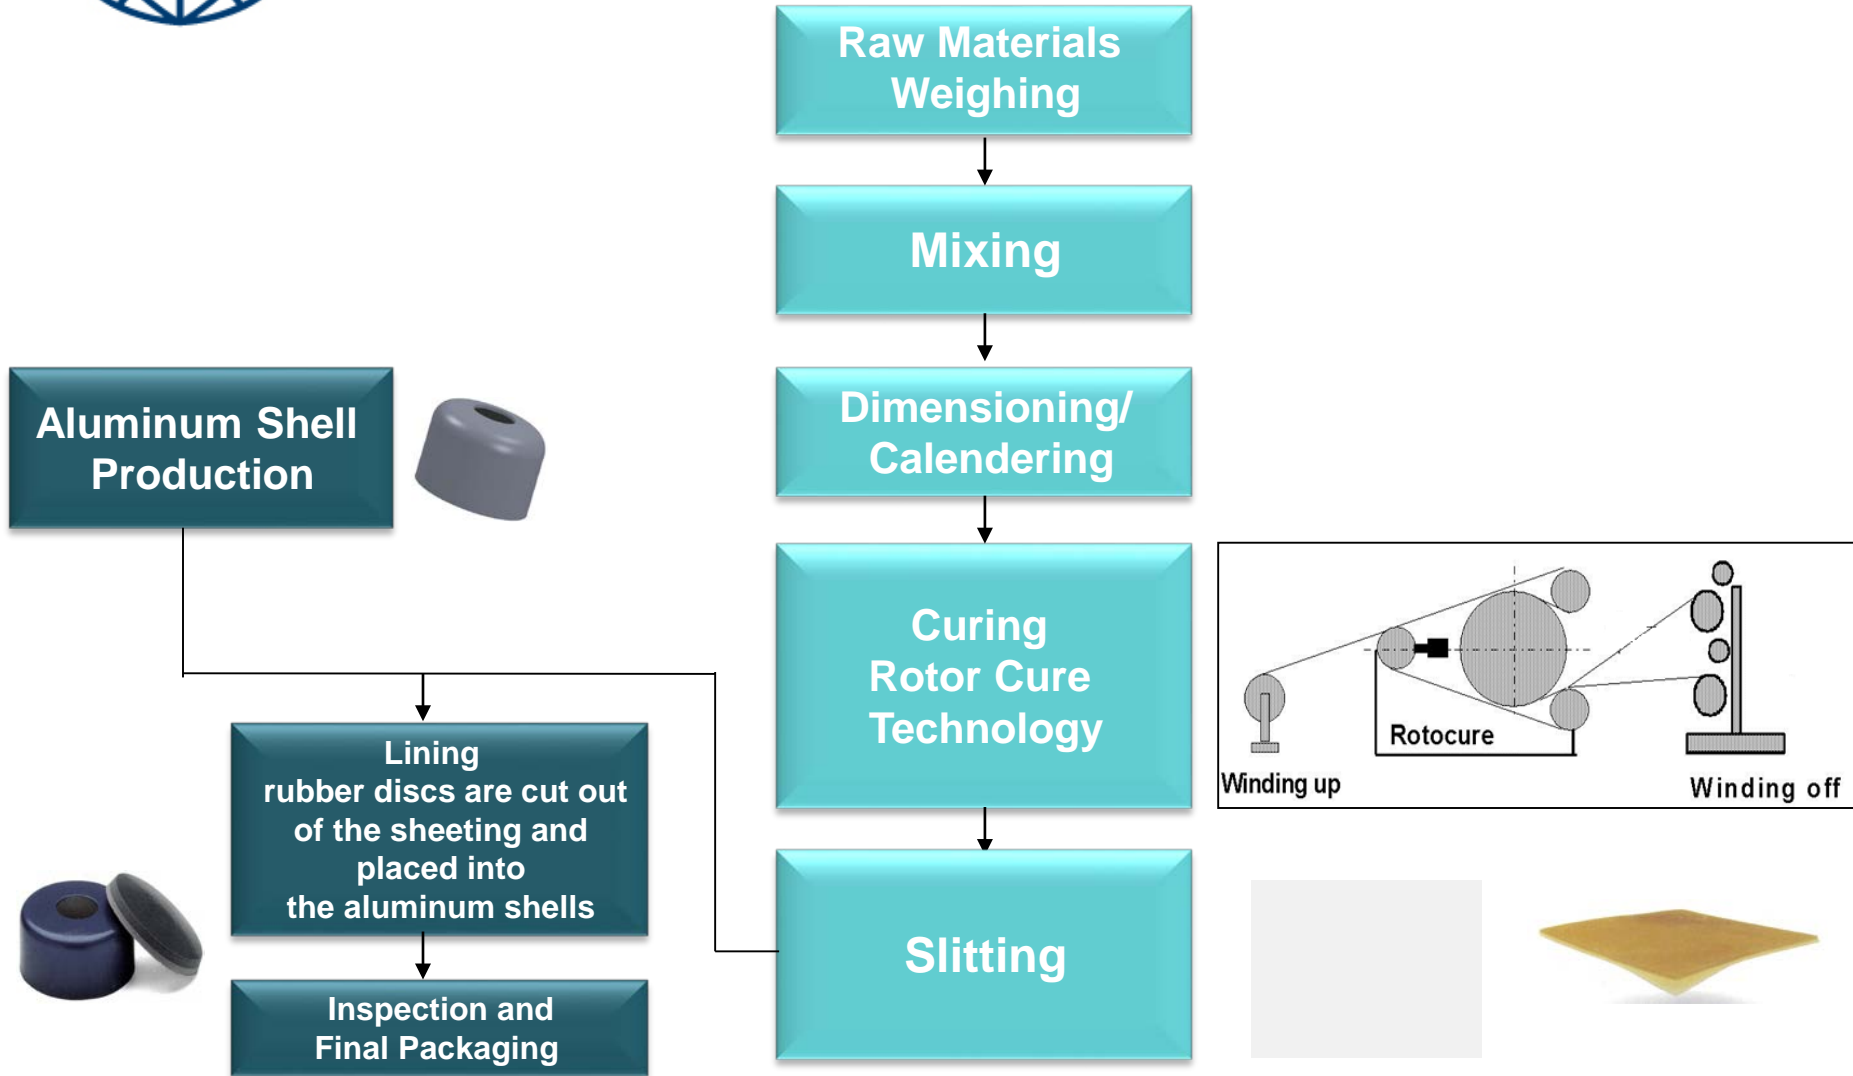 Raw Materials
Weighing
Mixing
Aluminum Shell
Production
Dimensioning/
Calendering
Curing
Rotor Cure
Technology
Rotocure
Winding up
Winding off
Lining
rubber discs are cut out
of the sheeting and
placed into
the aluminum shells
Slitting
Inspection and
Final Packaging